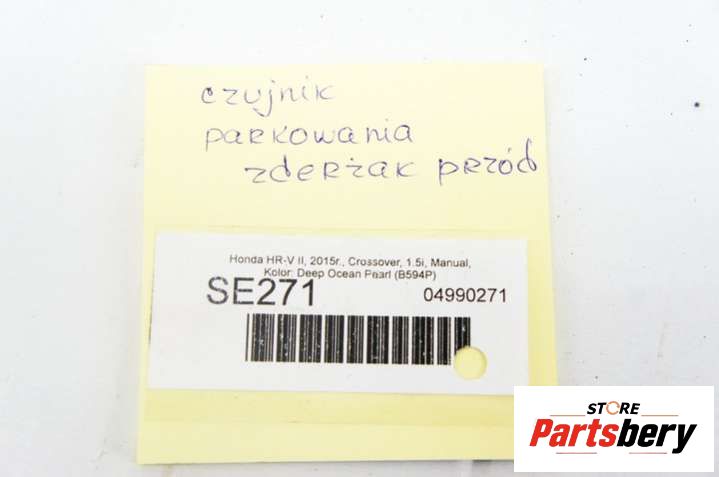 czujnik
parkowania
zderżak przód
Honda HR-V II, 2015r., Crossover, 1.5i, Manual,
Kolor: Deep Ocean Pearl (B594P)
SE271 04990271
STORE
Partsbery